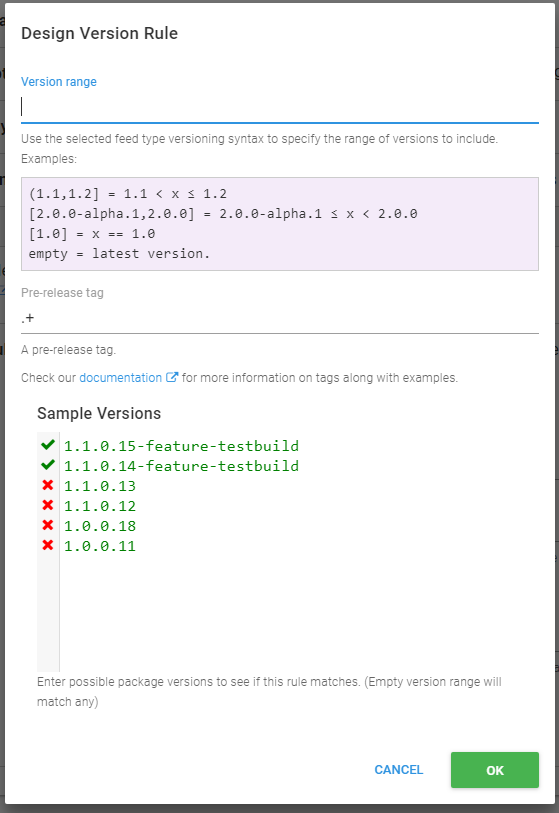 Design Version Rule
Version range
Use the selected feed type versioning syntax to specify the range of versions to include.
Examples:
(1.1,1.2] = 1.1 < x ≤ 1.2
[2.0.0-alpha.1,2.0.0] = 2.0.0-alpha.1 ≤ x < 2.0.0
[1.0] = x == 1.0
empty = latest version.
Pre-release tag
.+
A pre-release tag.
Check our documentation for more information on tags along with examples.
Sample Versions
1.1.0.15-feature-testbuild
1.1.0.14-feature-testbuild
1.1.0.13
1.1.0.12
1.0.0.18
1.0.0.11
Enter possible package versions to see if this rule matches. (Empty version range will
match any)
CANCEL
OK